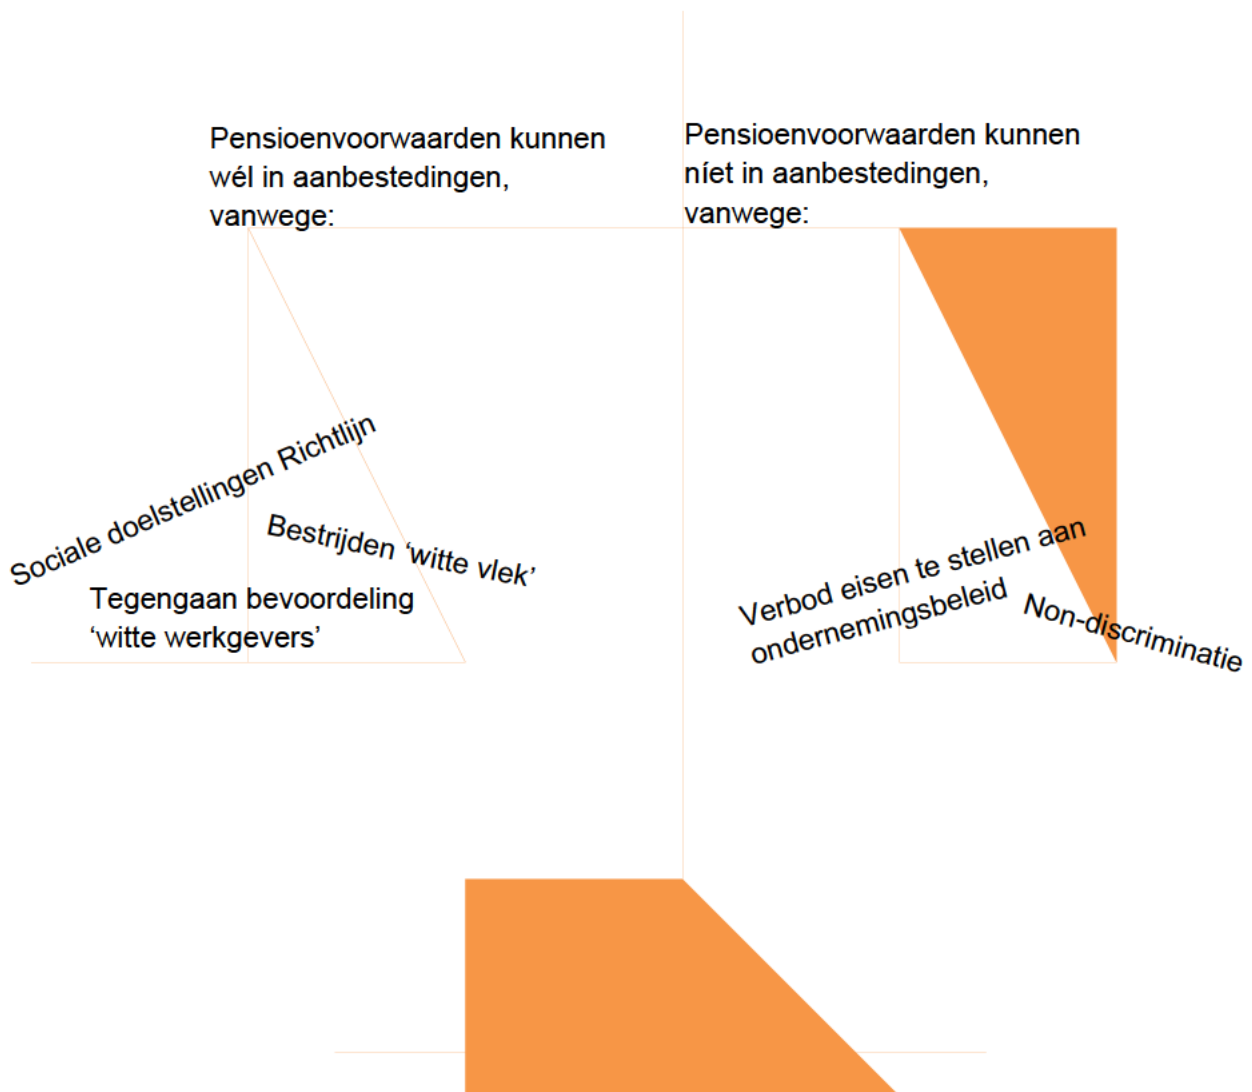 Pensioenvoorwaarden kunnen
wél in aanbestedingen,
vanwege:
Pensioenvoorwaarden kunnen
níet in aanbestedingen,
vanwege:
Sociale doelstellingen Richtlijn
Bestrijden ‘witte vlek’
Tegengaan bevoordeling
‘witte werkgevers’
Verbod eisen te stellen aan
ondernemingsbeleid
Non-discriminatie